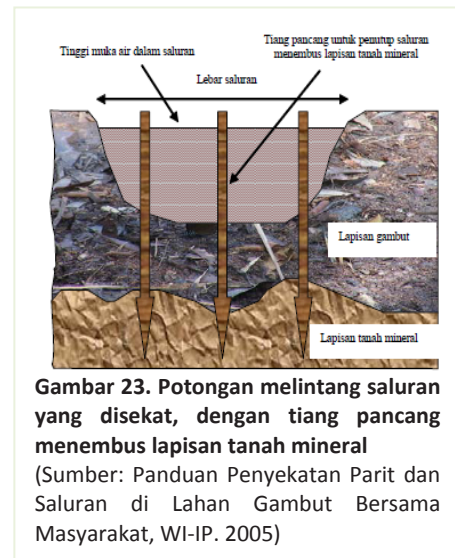 Tinggi muka air dalam saluran
Tiang pancang untuk penutup saluran
menembus lapisan tanah mineral
Lebar saluran
Lapisan gambut
Lapisan tanah mineral
Gambar 23. Potongan melintang saluran
yang disekat, dengan tiang pancang
menembus lapisan tanah mineral
(Sumber: Panduan Penyekatan Parit dan
Saluran di Lahan Gambut Bersama
Masyarakat, WI-IP. 2005)